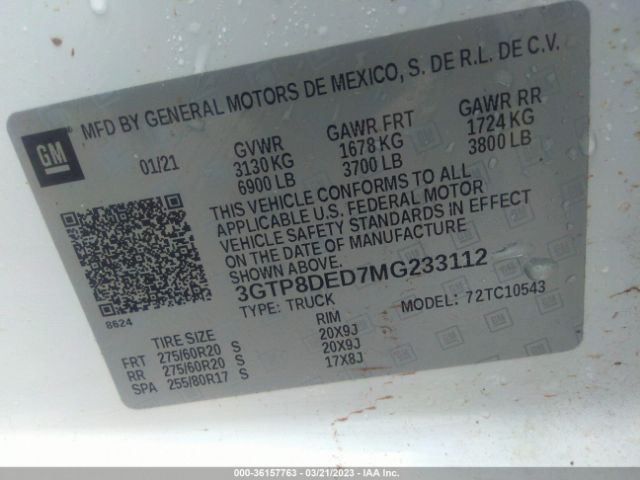 MFD BY GENERAL MOTORS DE MEXICO, S. DE R.L. DE C.V.
GM
01/21
GVWR GAWR FRT GAWR RR
3130 KG 1678 KG 1724 KG
6900 LB 3700 LB 3800 LB
THIS VEHICLE CONFORMS TO ALL
APPLICABLE U.S. FEDERAL MOTOR
VEHICLE SAFETY STANDARDS IN EFFECT
ON THE DATE OF MANUFACTURE
SHOWN ABOVE.
3GTP8DED7MG233112
TYPE: TRUCK MODEL: 72TC10543
8624
TIRE SIZE RIM
FRT 275/60R20 S 20X9J
RR 275/60R20 S 20X9J
SPA 255/80R17 S 17X8J
000-36157763 - 03/21/2023 - IAA Inc.